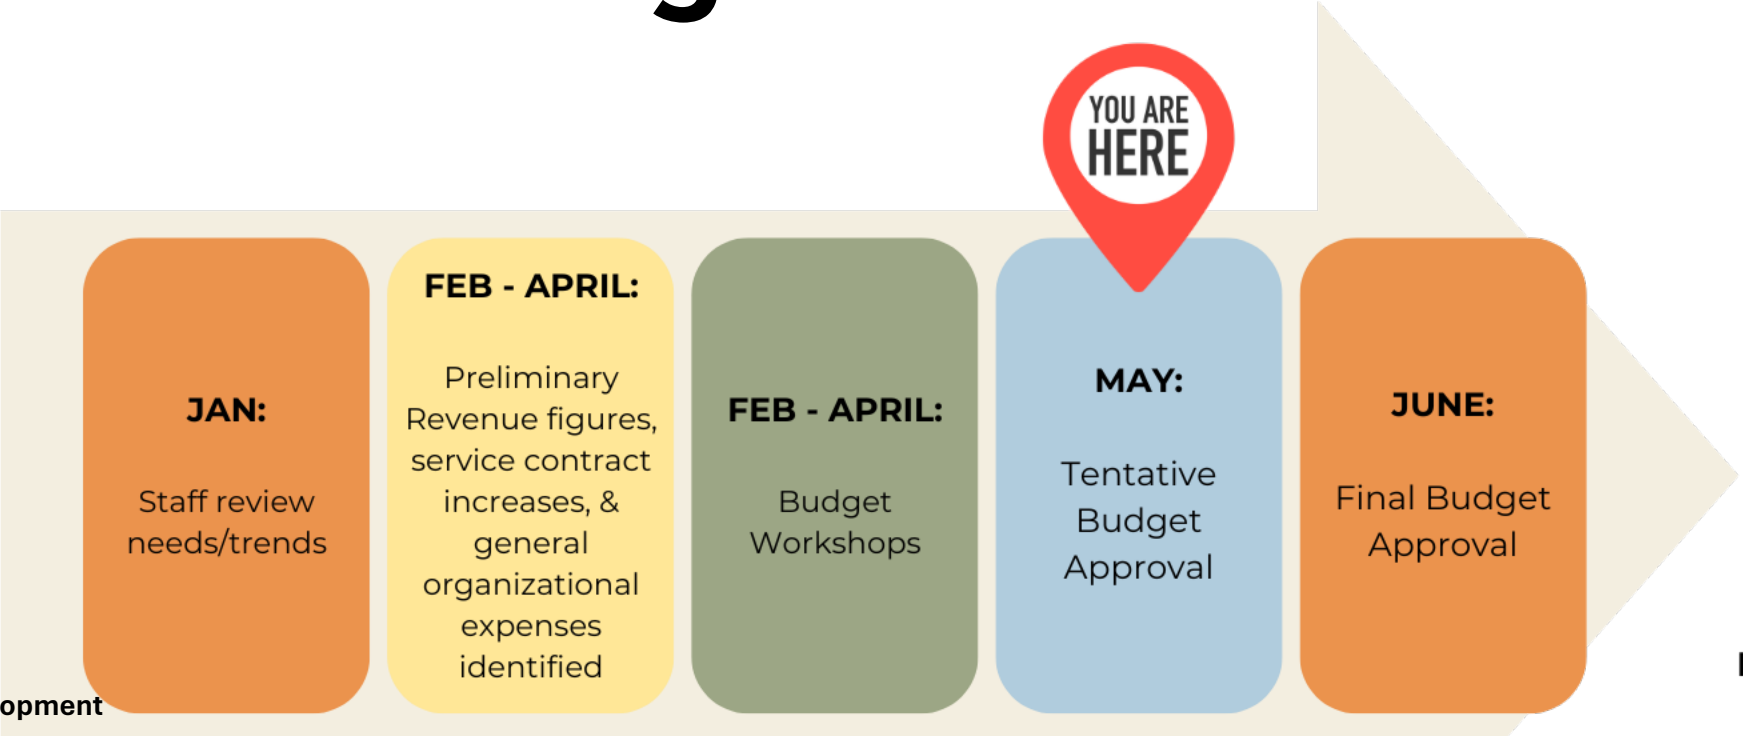 YOU ARE
HERE
JAN:
Staff review
needs/trends
FEB - APRIL:
Preliminary
Revenue figures,
service contract
increases, &
general
organizational
expenses
identified
FEB - APRIL:
Budget
Workshops
MAY:
Tentative
Budget
Approval
JUNE:
Final Budget
Approval
opment